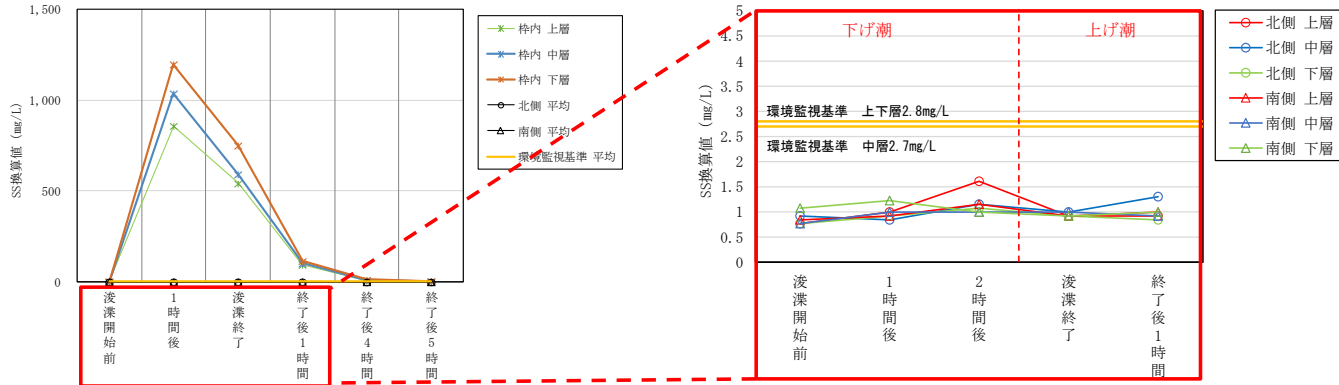 1,500
1,000
500
0
SS換算値 (mg/L)
浚渫開始前
1時間後
浚渫終了
終了後1時間
終了後4時間
終了後5時間
枠内 上層
枠内 中層
枠内 下層
北側 平均
南側 平均
環境監視基準 平均
5
4.5
4
3.5
3
2.5
2
1.5
1
0.5
0
SS換算値 (mg/L)
下げ潮
上げ潮
環境監視基準 上下層2.8mg/L
環境監視基準 中層2.7mg/L
浚渫開始前
1時間後
2時間後
浚渫終了
終了後1時間
北側 上層
北側 中層
北側 下層
南側 上層
南側 中層
南側 下層